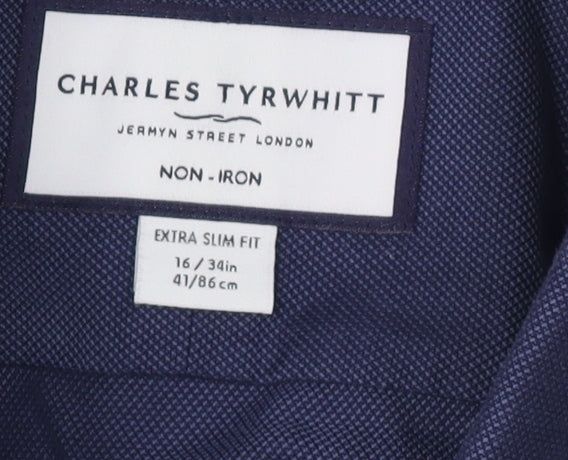 CHARLES TYRWHITT
JERMYN STREET LONDON
NON-IRON
EXTRA SLIM FIT
16 / 34in
41/86cm